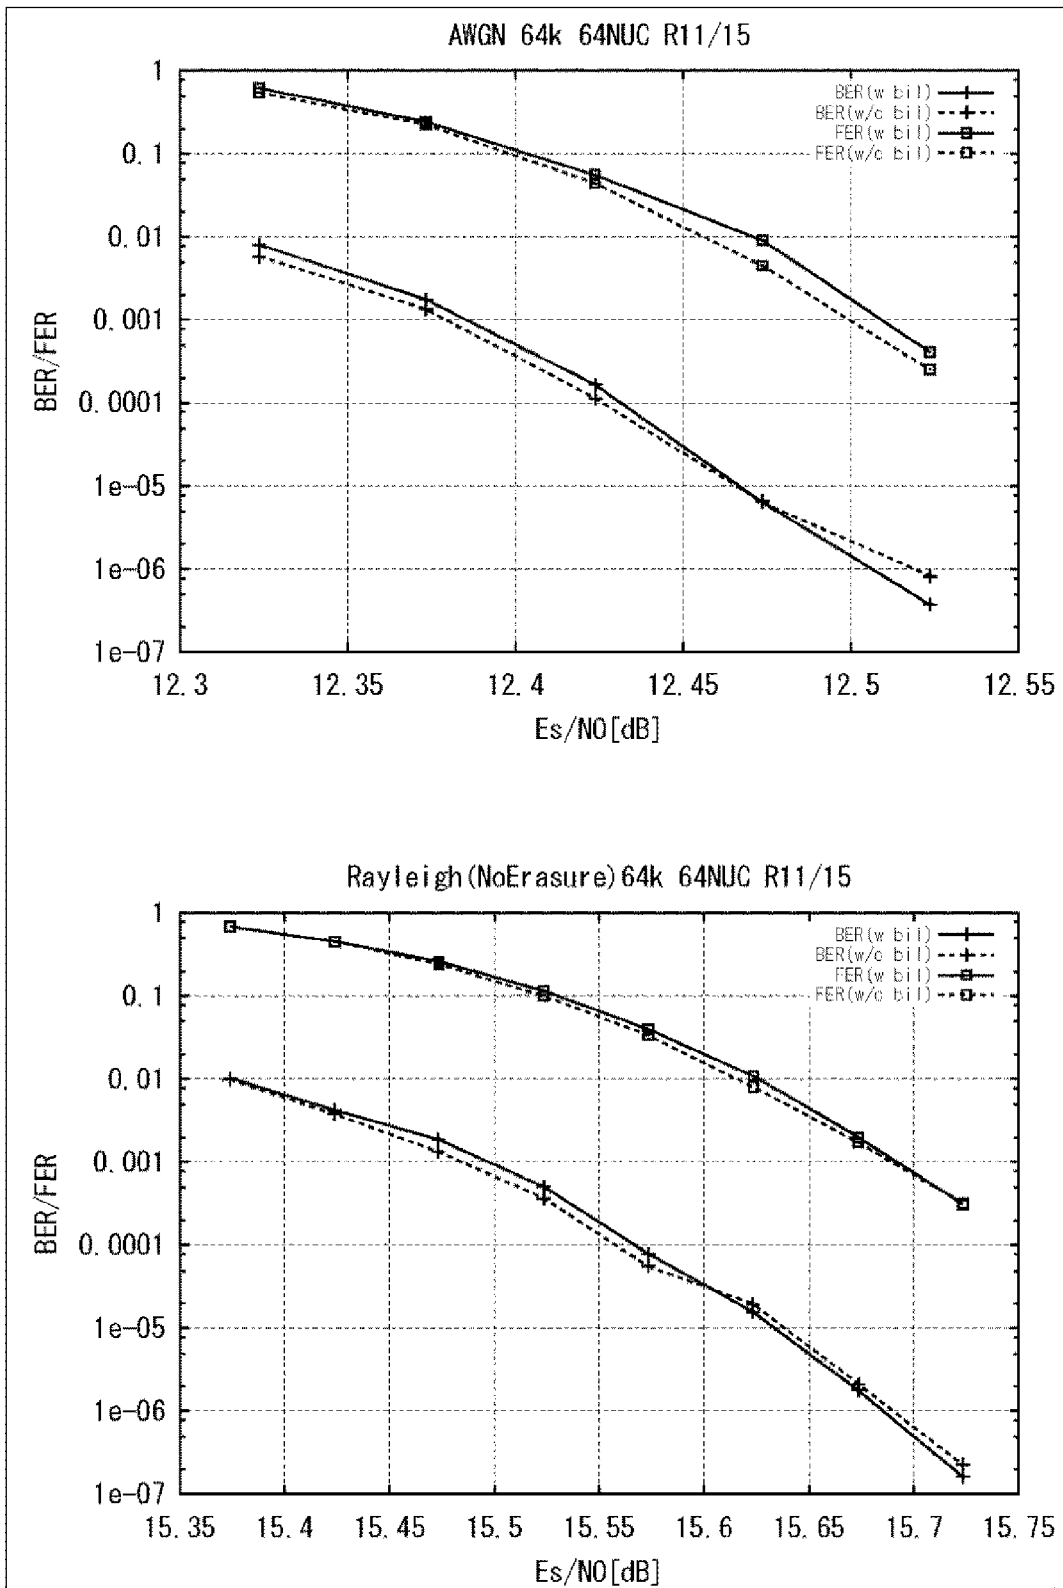 AWGN 64k 64NUC R11/15
BER(w bil)
BER(w/o bil)
FER(w bil)
FER(w/o bil)
1
0.1
0.01
0.001
0.0001
1e-05
1e-06
1e-07
BER/FER
12.3 12.35 12.4 12.45 12.5 12.55
Es/N0[dB]
Rayleigh(NoErasure)64k 64NUC R11/15
BER(w bil)
BER(w/o bil)
FER(w bil)
FER(w/o bil)
1
0.1
0.01
0.001
0.0001
1e-05
1e-06
1e-07
BER/FER
15.35 15.4 15.45 15.5 15.55 15.6 15.65 15.7 15.75
Es/N0[dB]